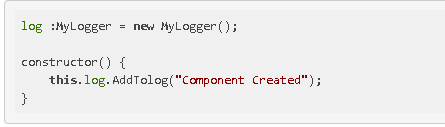 log :MyLogger = new MyLogger();
constructor() {
this.log.AddTolog("Component Created");
}